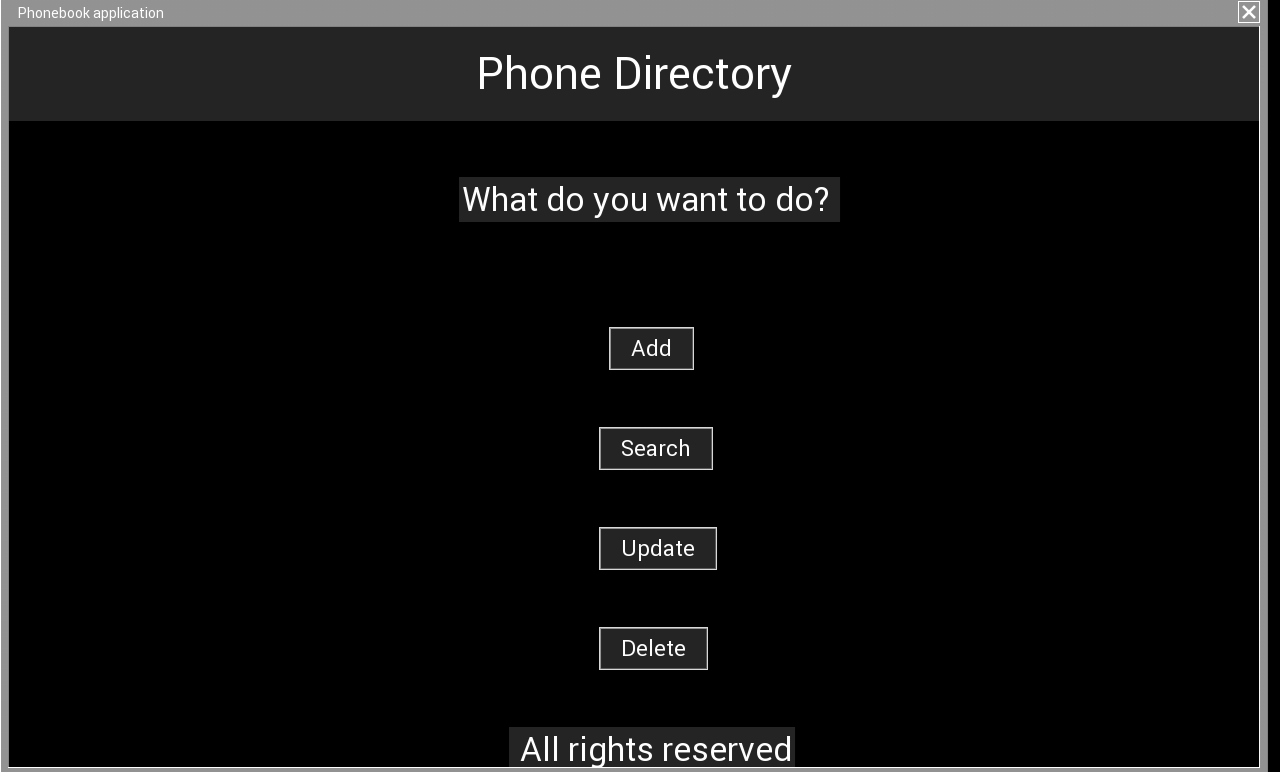 Phonebook application
Phone Directory
What do you want to do?
Add
Search
Update
Delete
All rights reserved